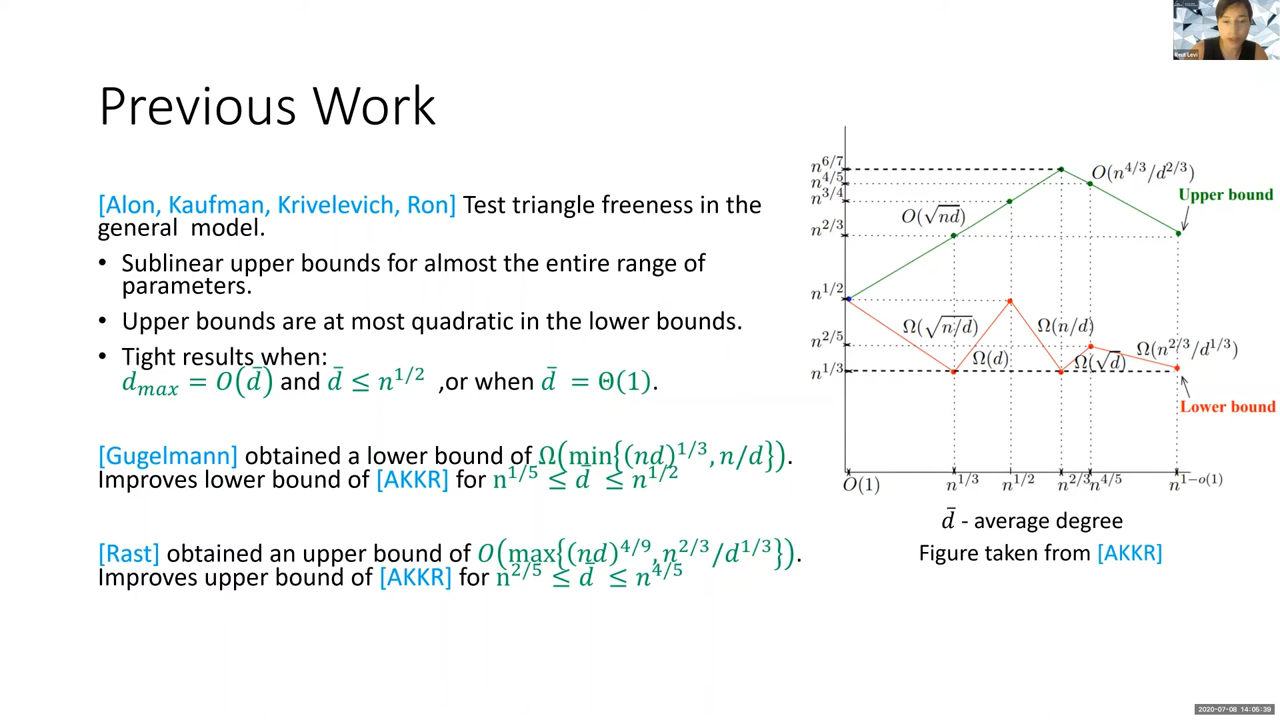 Previous Work
[Alon, Kaufman, Krivelevich, Ron] Test triangle freeness in the
general model.
• Sublinear upper bounds for almost the entire range of
parameters.
• Upper bounds are at most quadratic in the lower bounds.
• Tight results when:
d_{max} = O(d̄) and d̄ ≤ n^{1/2} ,or when d̄ = Θ(1).
[Gugelmann] obtained a lower bound of Ω(min{(nd)^{1/3}, n/d}).
Improves lower bound of [AKKR] for n^{1/5} ≤ d̄ ≤ n^{1/2}
[Rast] obtained an upper bound of O(max{(nd)^{4/9}, n^{2/3}/d^{1/3}}).
Improves upper bound of [AKKR] for n^{2/5} ≤ d̄ ≤ n^{4/5}
n^{6/7}
n^{4/5}
n^{3/4}
n^{2/3}
n^{1/2}
n^{2/5}
n^{1/3}
O(n^{4/3}/d^{2/3})
Upper bound
O(√nd)
Ω(√n/d)
Ω(d)
Ω(n/d)
Ω(√d)
Ω(n^{2/3}/d^{1/3})
Lower bound
O(1)
n^{1/3}
n^{1/2}
n^{2/3}
n^{4/5}
n^{1-o(1)}
d̄ - average degree
Figure taken from [AKKR]
Reut Levi
2020-07-08 14:05:39